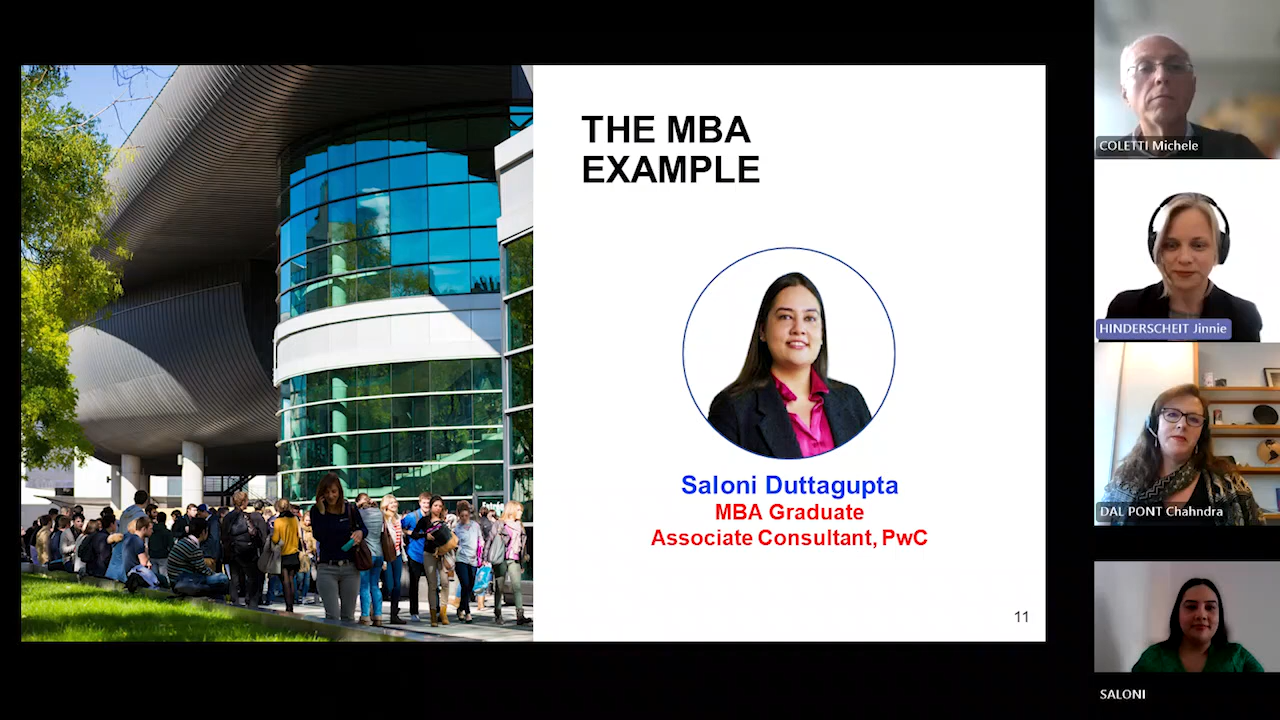 THE MBA
EXAMPLE
Saloni Duttagupta
MBA Graduate
Associate Consultant, PwC
11
COLETTI Michele
HINDERSCHEIT Jinnie
DAL PONT Chahndra
SALONI